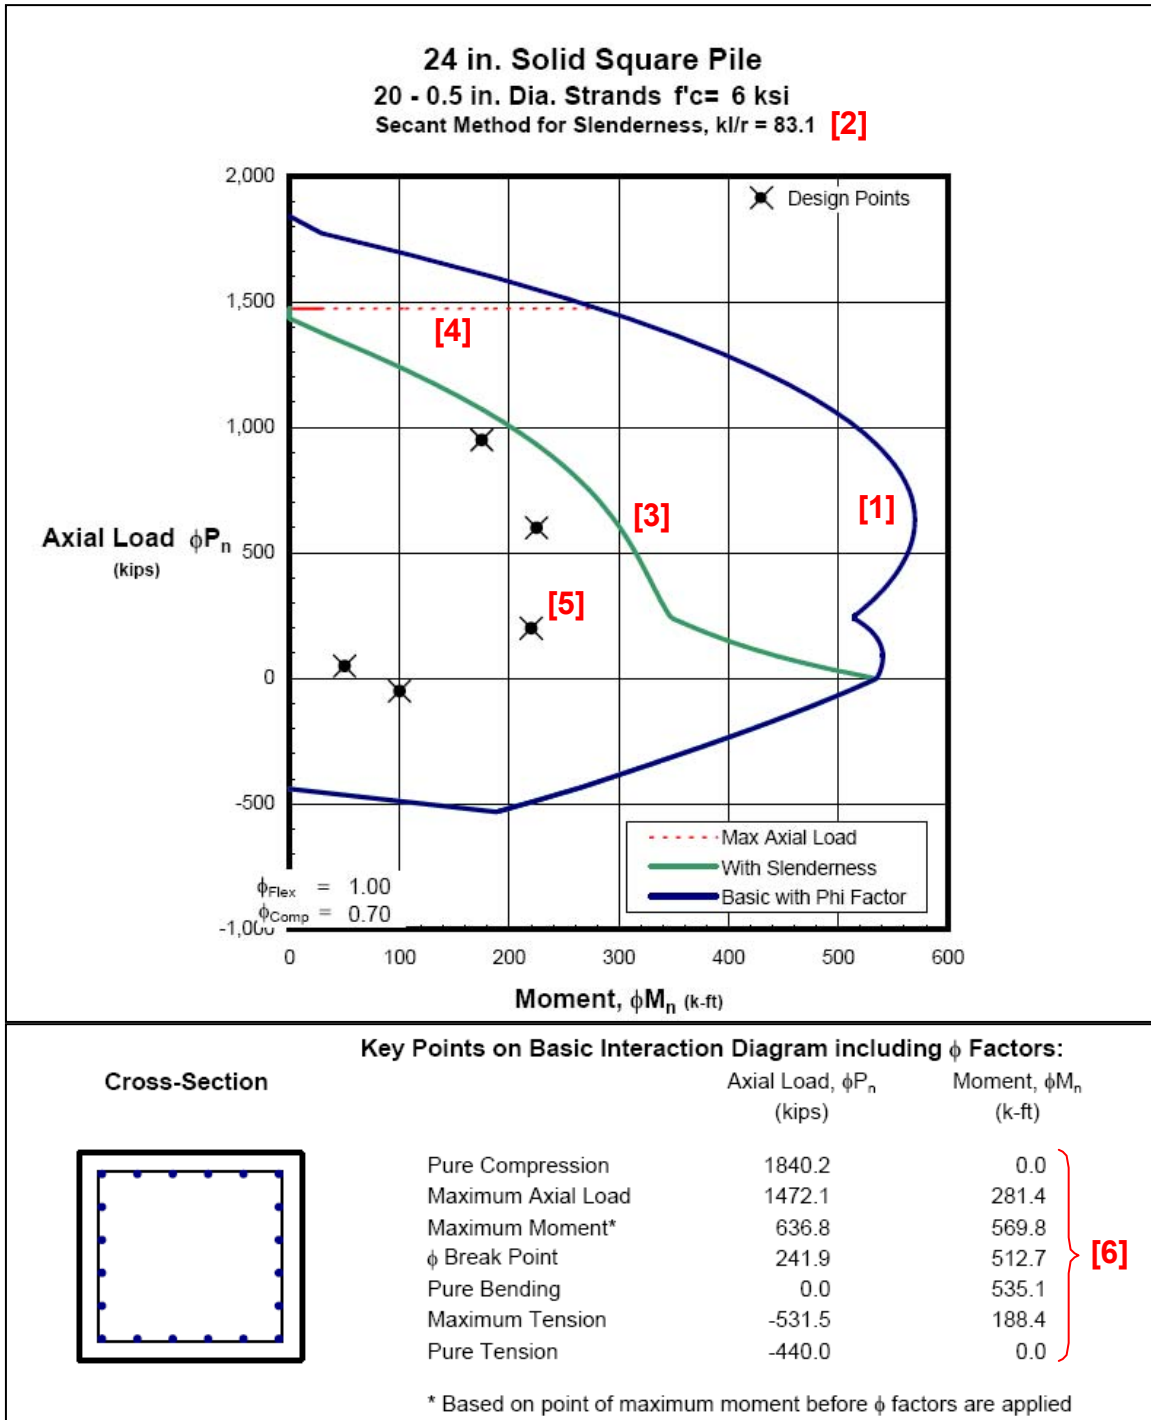 24 in. Solid Square Pile
20 - 0.5 in. Dia. Strands f'c= 6 ksi
Secant Method for Slenderness, kl/r = 83.1 [2]
2,000
Design Points
1,500
[4]
1,000
[3]
[1]
Axial Load ϕPn
(kips)
500
[5]
0
-500
Max Axial Load
With Slenderness
Basic with Phi Factor
ϕFlex = 1.00
ϕComp = 0.70
-1,000
0 100 200 300 400 500 600
Moment, ϕMn (k-ft)
Key Points on Basic Interaction Diagram including ϕ Factors:
Cross-Section
Axial Load, ϕPn Moment, ϕMn
(kips) (k-ft)
Pure Compression 1840.2 0.0
Maximum Axial Load 1472.1 281.4
Maximum Moment* 636.8 569.8
ϕ Break Point 241.9 512.7
[6]
Pure Bending 0.0 535.1
Maximum Tension -531.5 188.4
Pure Tension -440.0 0.0
* Based on point of maximum moment before ϕ factors are applied